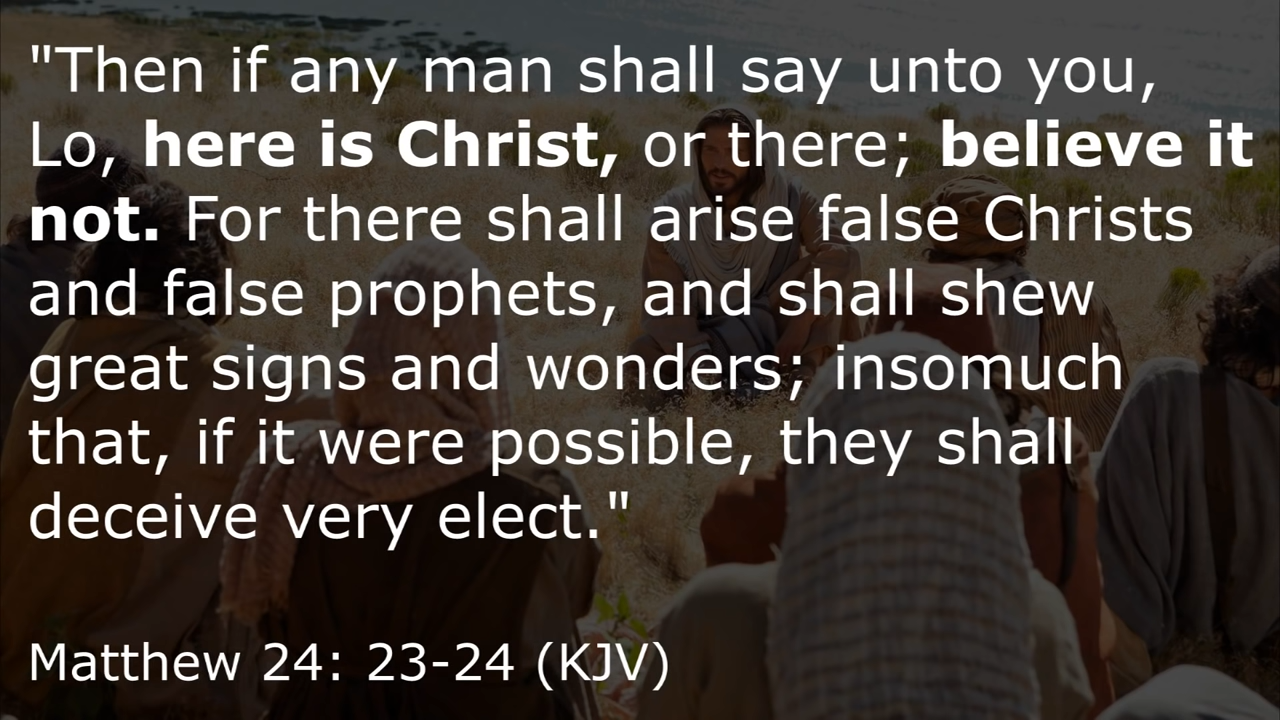 "Then if any man shall say unto you,
Lo, here is Christ, or there; believe it
not. For there shall arise false Christs
and false prophets, and shall shew
great signs and wonders; insomuch
that, if it were possible, they shall
deceive very elect."
Matthew 24: 23-24 (KJV)